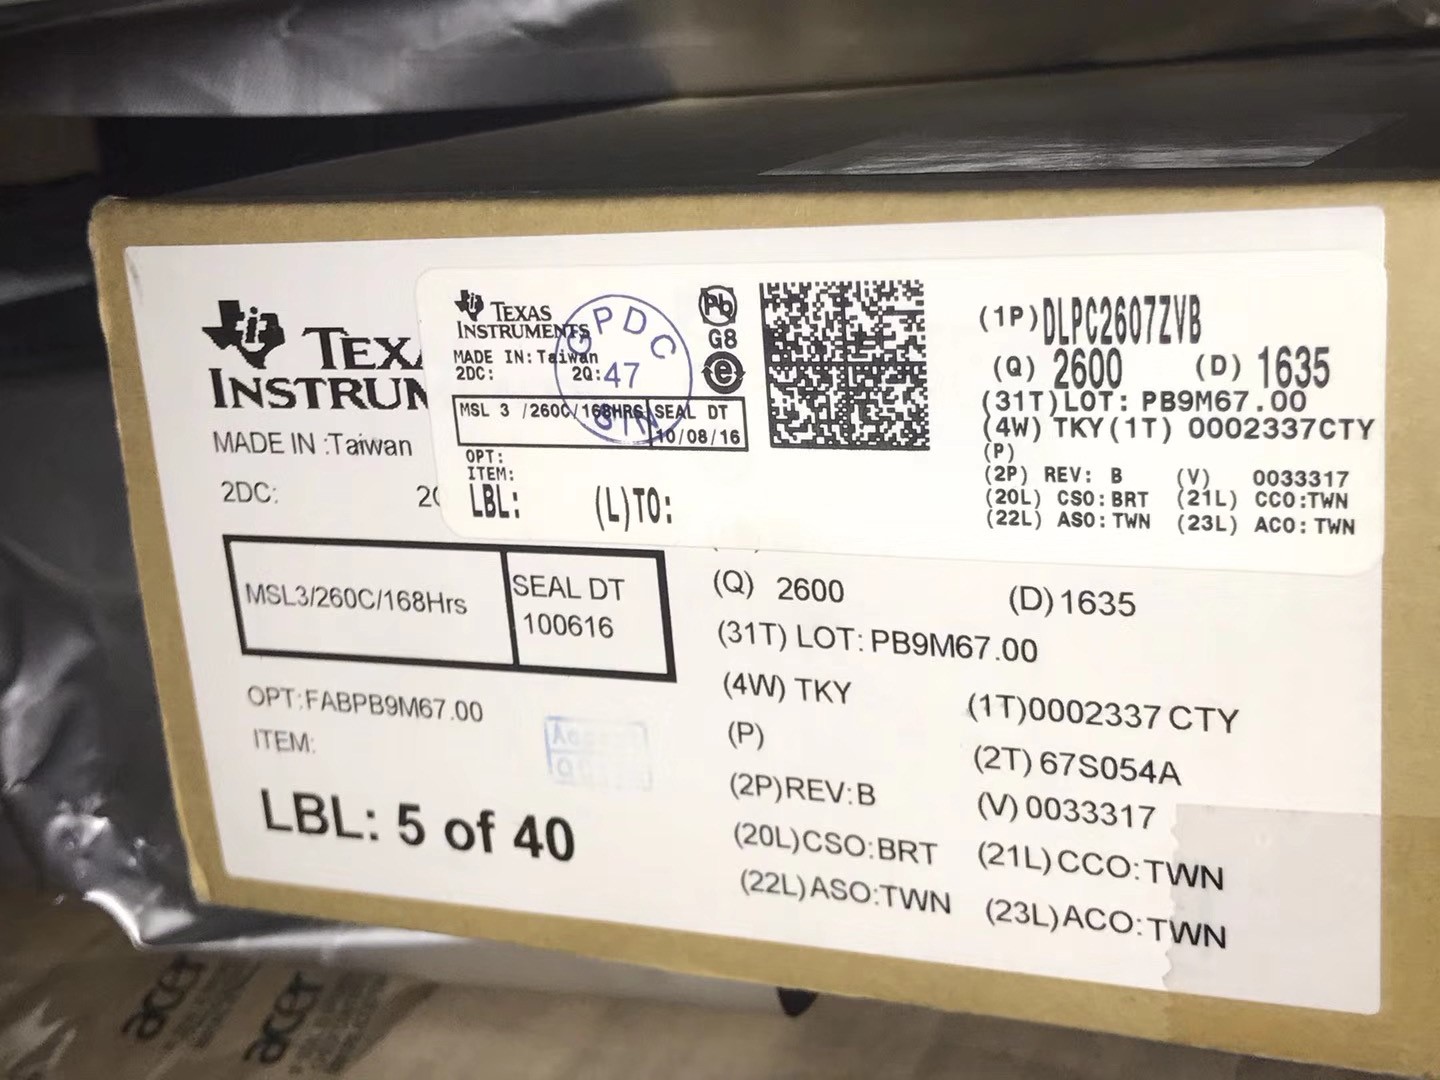 TEXAS
INSTRUMENTS
MADE IN: Taiwan
2DC: 2Q:
MSL 3 /260C/168HRS SEAL DT
10/08/16
OPT:
ITEM:
LBL: (L)TO:
PDC
47
Pb
G8
e
(1P)DLPC2607ZVB
(Q) 2600 (D) 1635
(31T)LOT: PB9M67.00
(4W) TKY(1T) 0002337CTY
(P)
(2P) REV: B (V) 0033317
(20L) CSO:BRT (21L) CCO:TWN
(22L) ASO:TWN (23L) ACO:TWN
TEXA
INSTRUM
MADE IN :Taiwan
2DC: 2
MSL3/260C/168Hrs SEAL DT
100616
OPT:FABPB9M67.00
ITEM:
LBL: 5 of 40
(Q) 2600 (D)1635
(31T) LOT: PB9M67.00
(4W) TKY (1T)0002337 CTY
(P) (2T) 67S054A
(2P)REV:B (V) 0033317
(20L)CSO:BRT (21L)CCO:TWN
(22L)ASO:TWN (23L)ACO:TWN
acer
acer